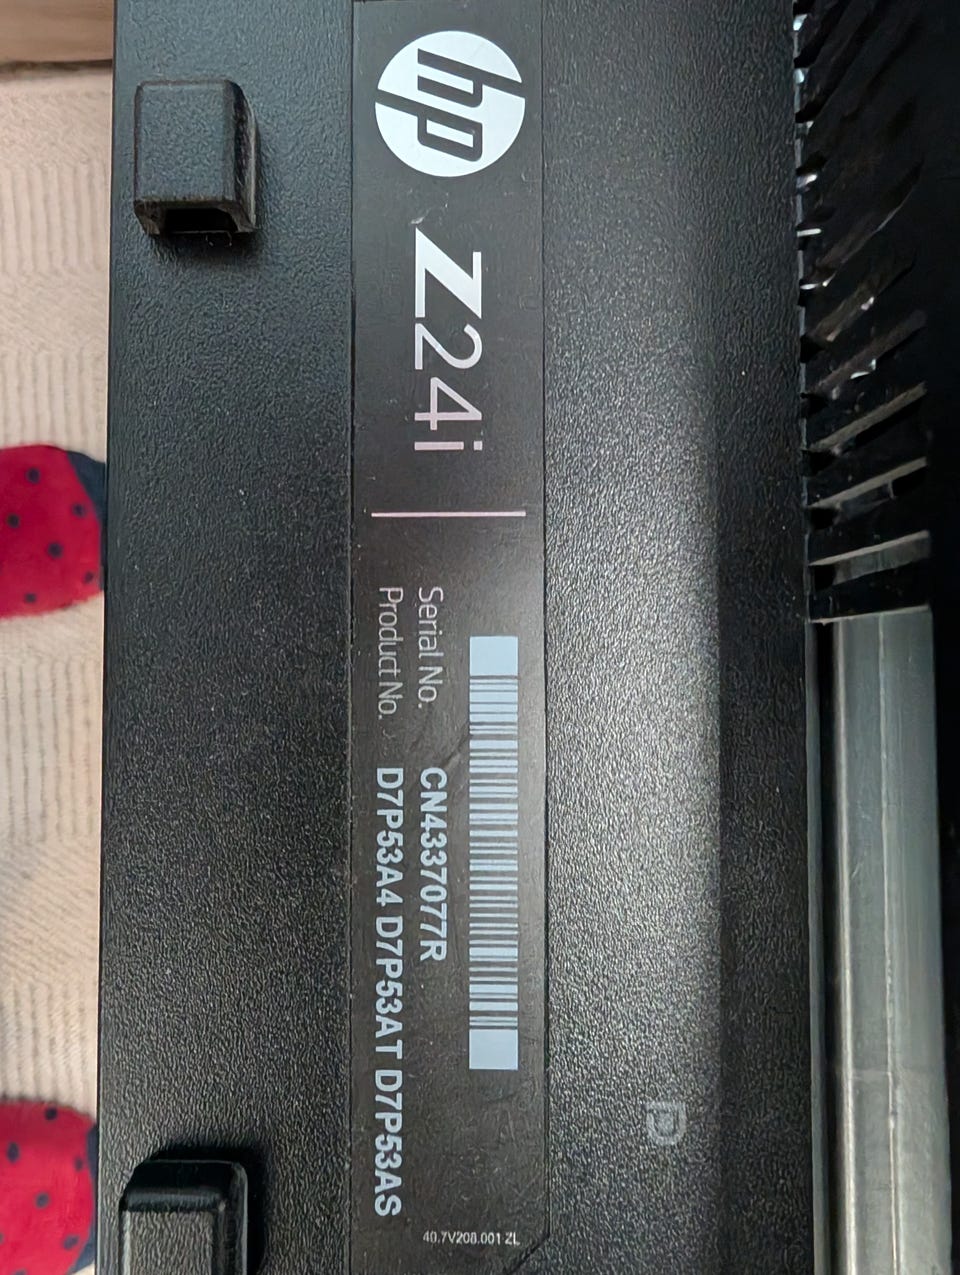 hp
Z24i
Serial No. CN4337077R
Product No. D7P53A4 D7P53AT D7P53AS
40.7V208.001 ZL